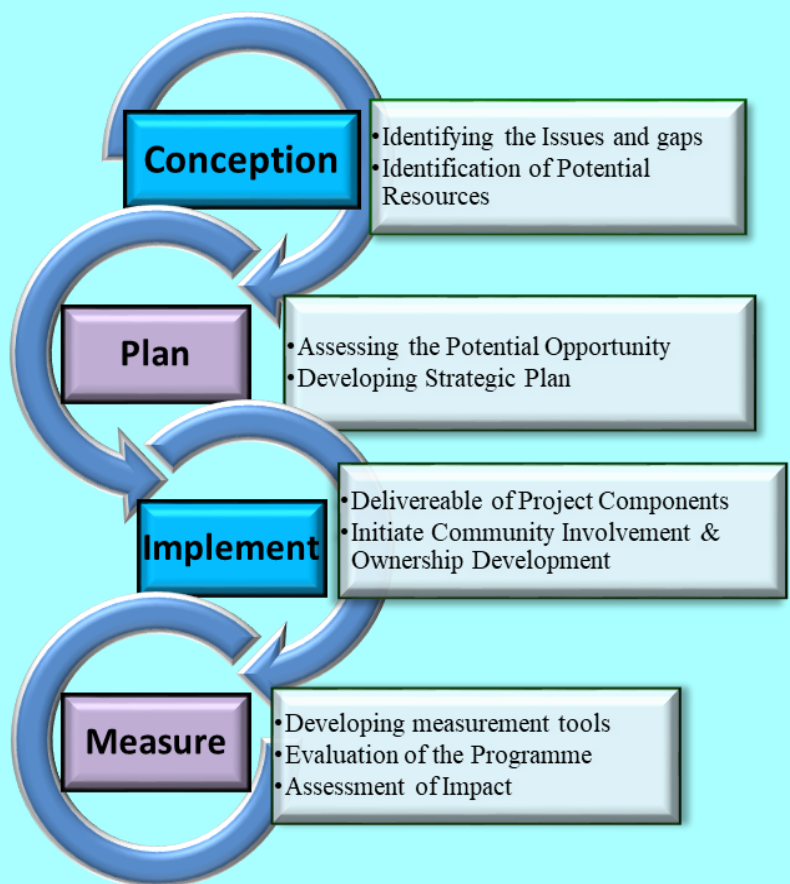 Conception
•Identifying the Issues and gaps
•Identification of Potential
Resources
Plan
•Assessing the Potential Opportunity
•Developing Strategic Plan
Implement
•Delivereable of Project Components
•Initiate Community Involvement &
Ownership Development
Measure
•Developing measurement tools
•Evaluation of the Programme
•Assessment of Impact